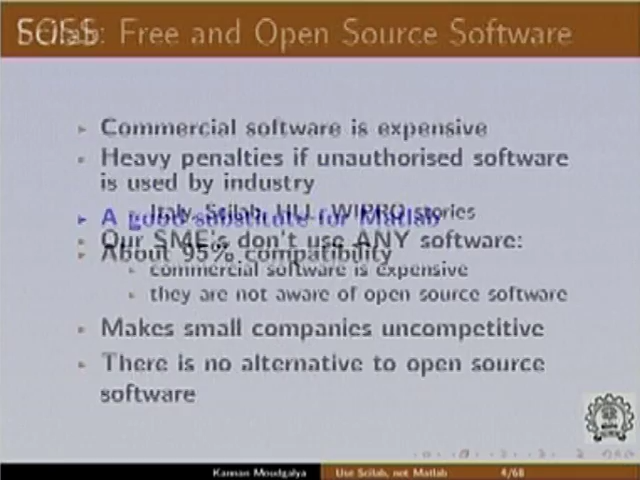 Scilab: Free and Open Source Software
Commercial software is expensive
Heavy penalties if unauthorised software
is used by industry
Italy, Scilab, HLL, WIPRO stories
A good substitute for Matlab
Our SME's don't use ANY software:
About 95% compatibility
commercial software is expensive
they are not aware of open source software
Makes small companies uncompetitive
There is no alternative to open source
software
Kannan Moudgalya Use Scilab, not Matlab 4/68